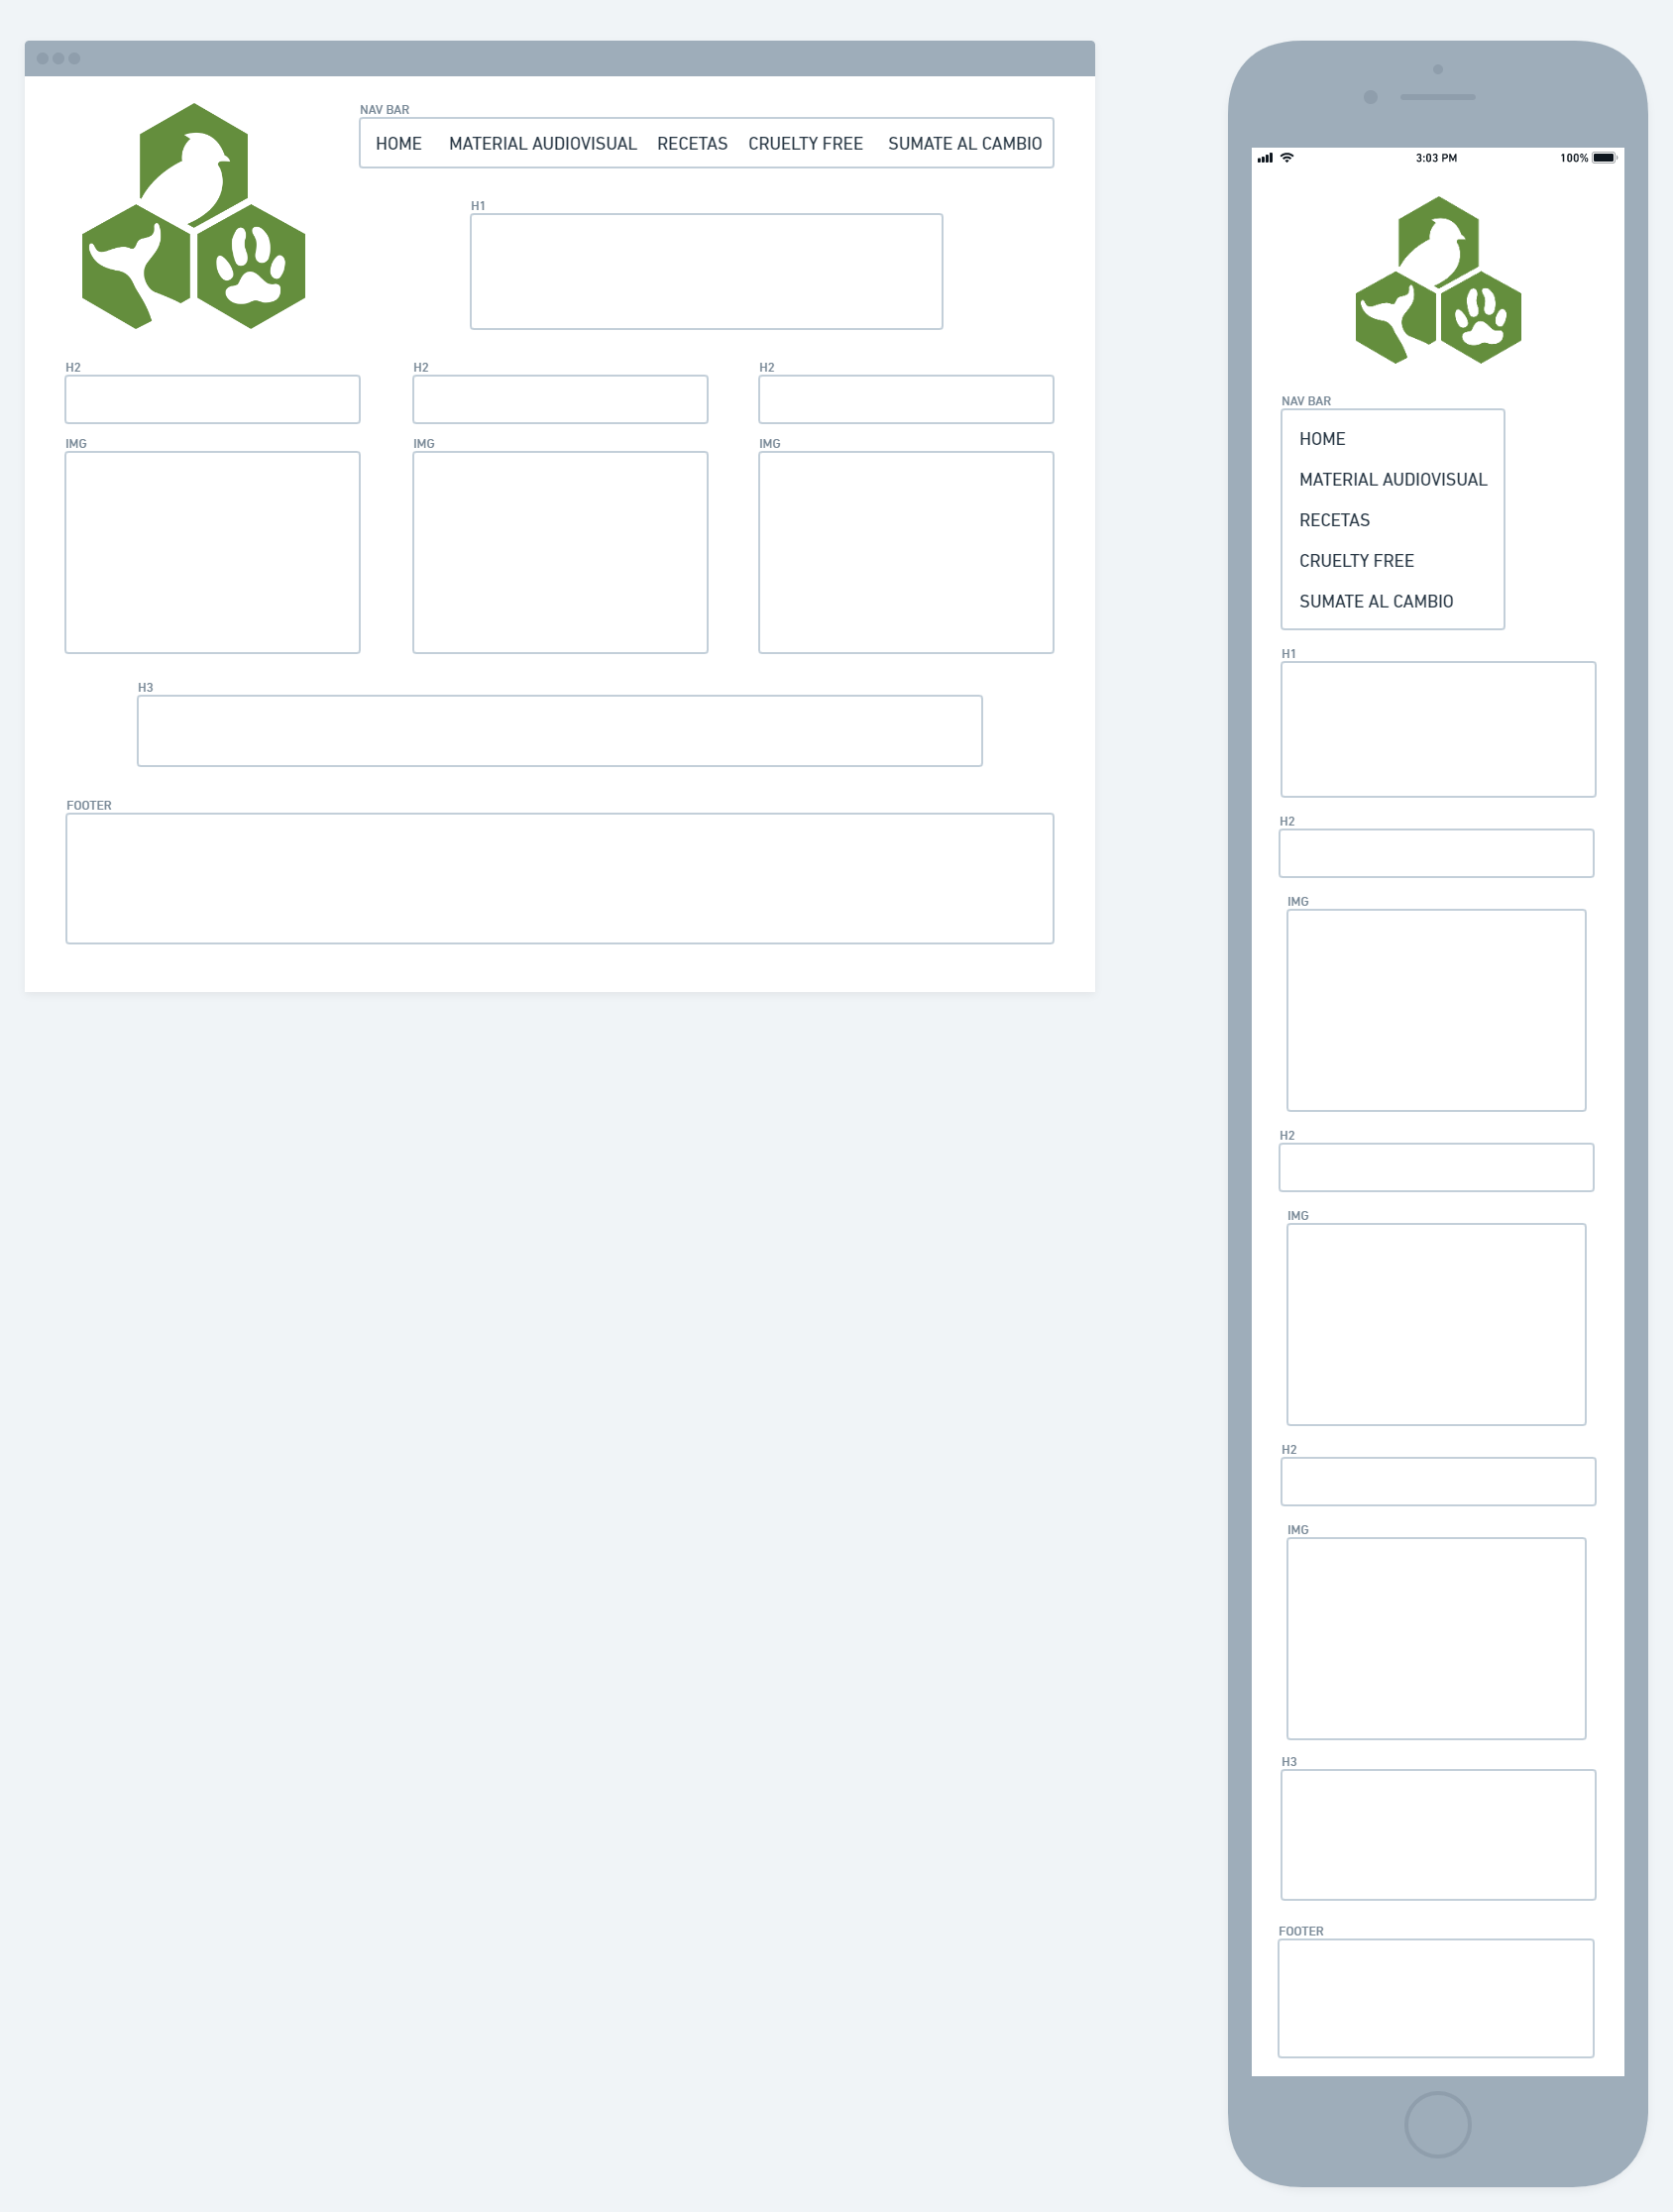 NAV BAR
HOME MATERIAL AUDIOVISUAL RECETAS CRUELTY FREE SUMATE AL CAMBIO
H1
H2 H2 H2
IMG IMG IMG
H3
FOOTER
3:03 PM 100%
NAV BAR
HOME
MATERIAL AUDIOVISUAL
RECETAS
CRUELTY FREE
SUMATE AL CAMBIO
H1
H2
IMG
H2
IMG
H2
IMG
H3
FOOTER